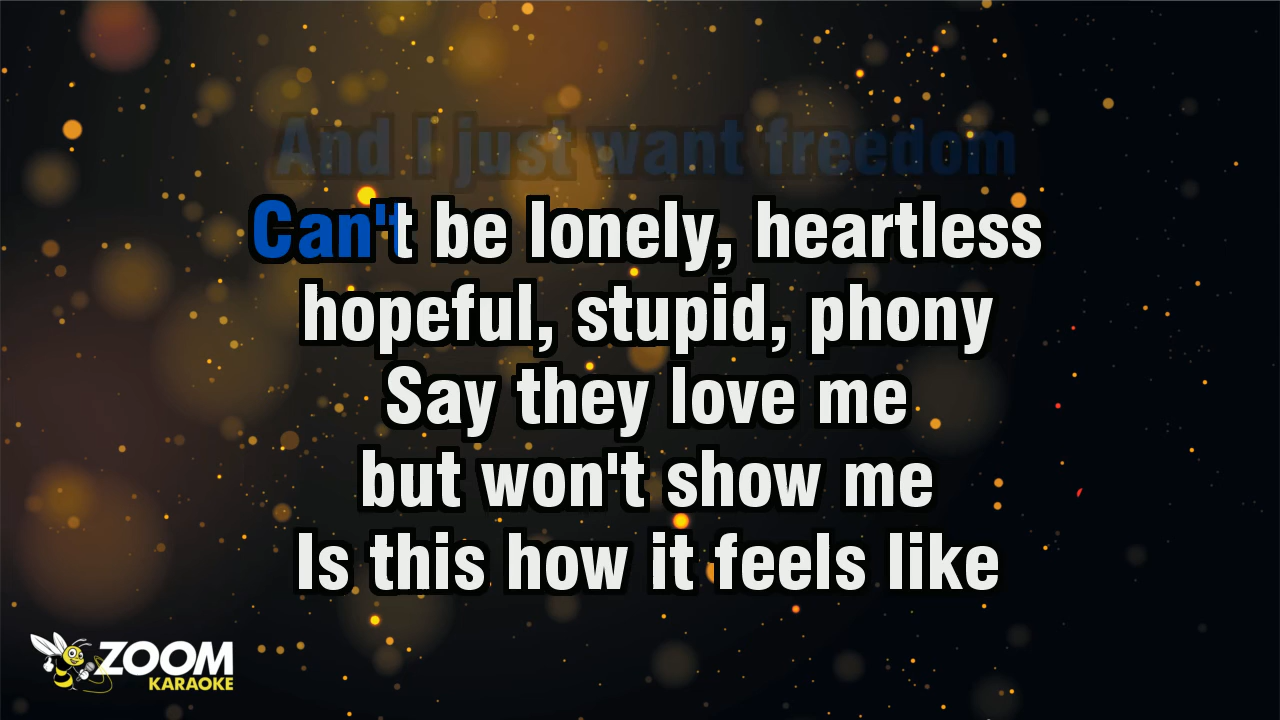 And I just want freedom
Can't be lonely, heartless
hopeful, stupid, phony
Say they love me
but won't show me
Is this how it feels like
ZOOM
KARAOKE